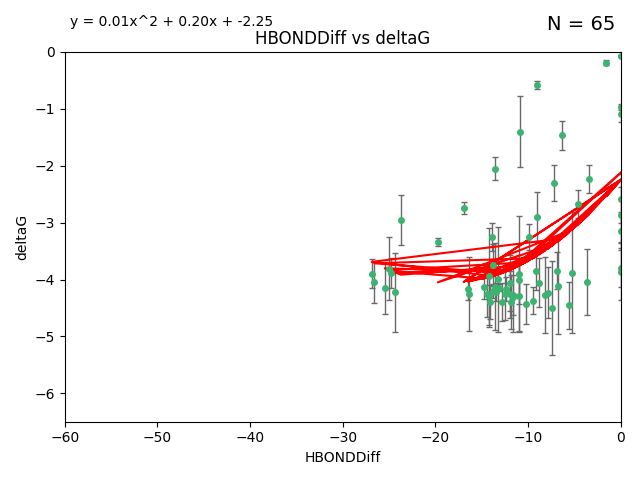 y = 0.01x^2 + 0.20x + -2.25
N = 65
HBONDDiff vs deltaG
0
−1
−2
−3
−4
−5
−6
deltaG
−60
−50
−40
−30
−20
−10
0
HBONDDiff